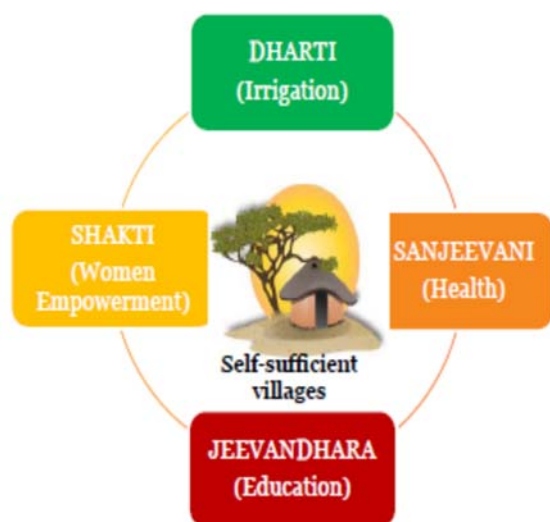 DHARTI
(Irrigation)
SHAKTI
(Women
Empowerment)
SANJEEVANI
(Health)
Self-sufficient
villages
JEEVANDHARA
(Education)